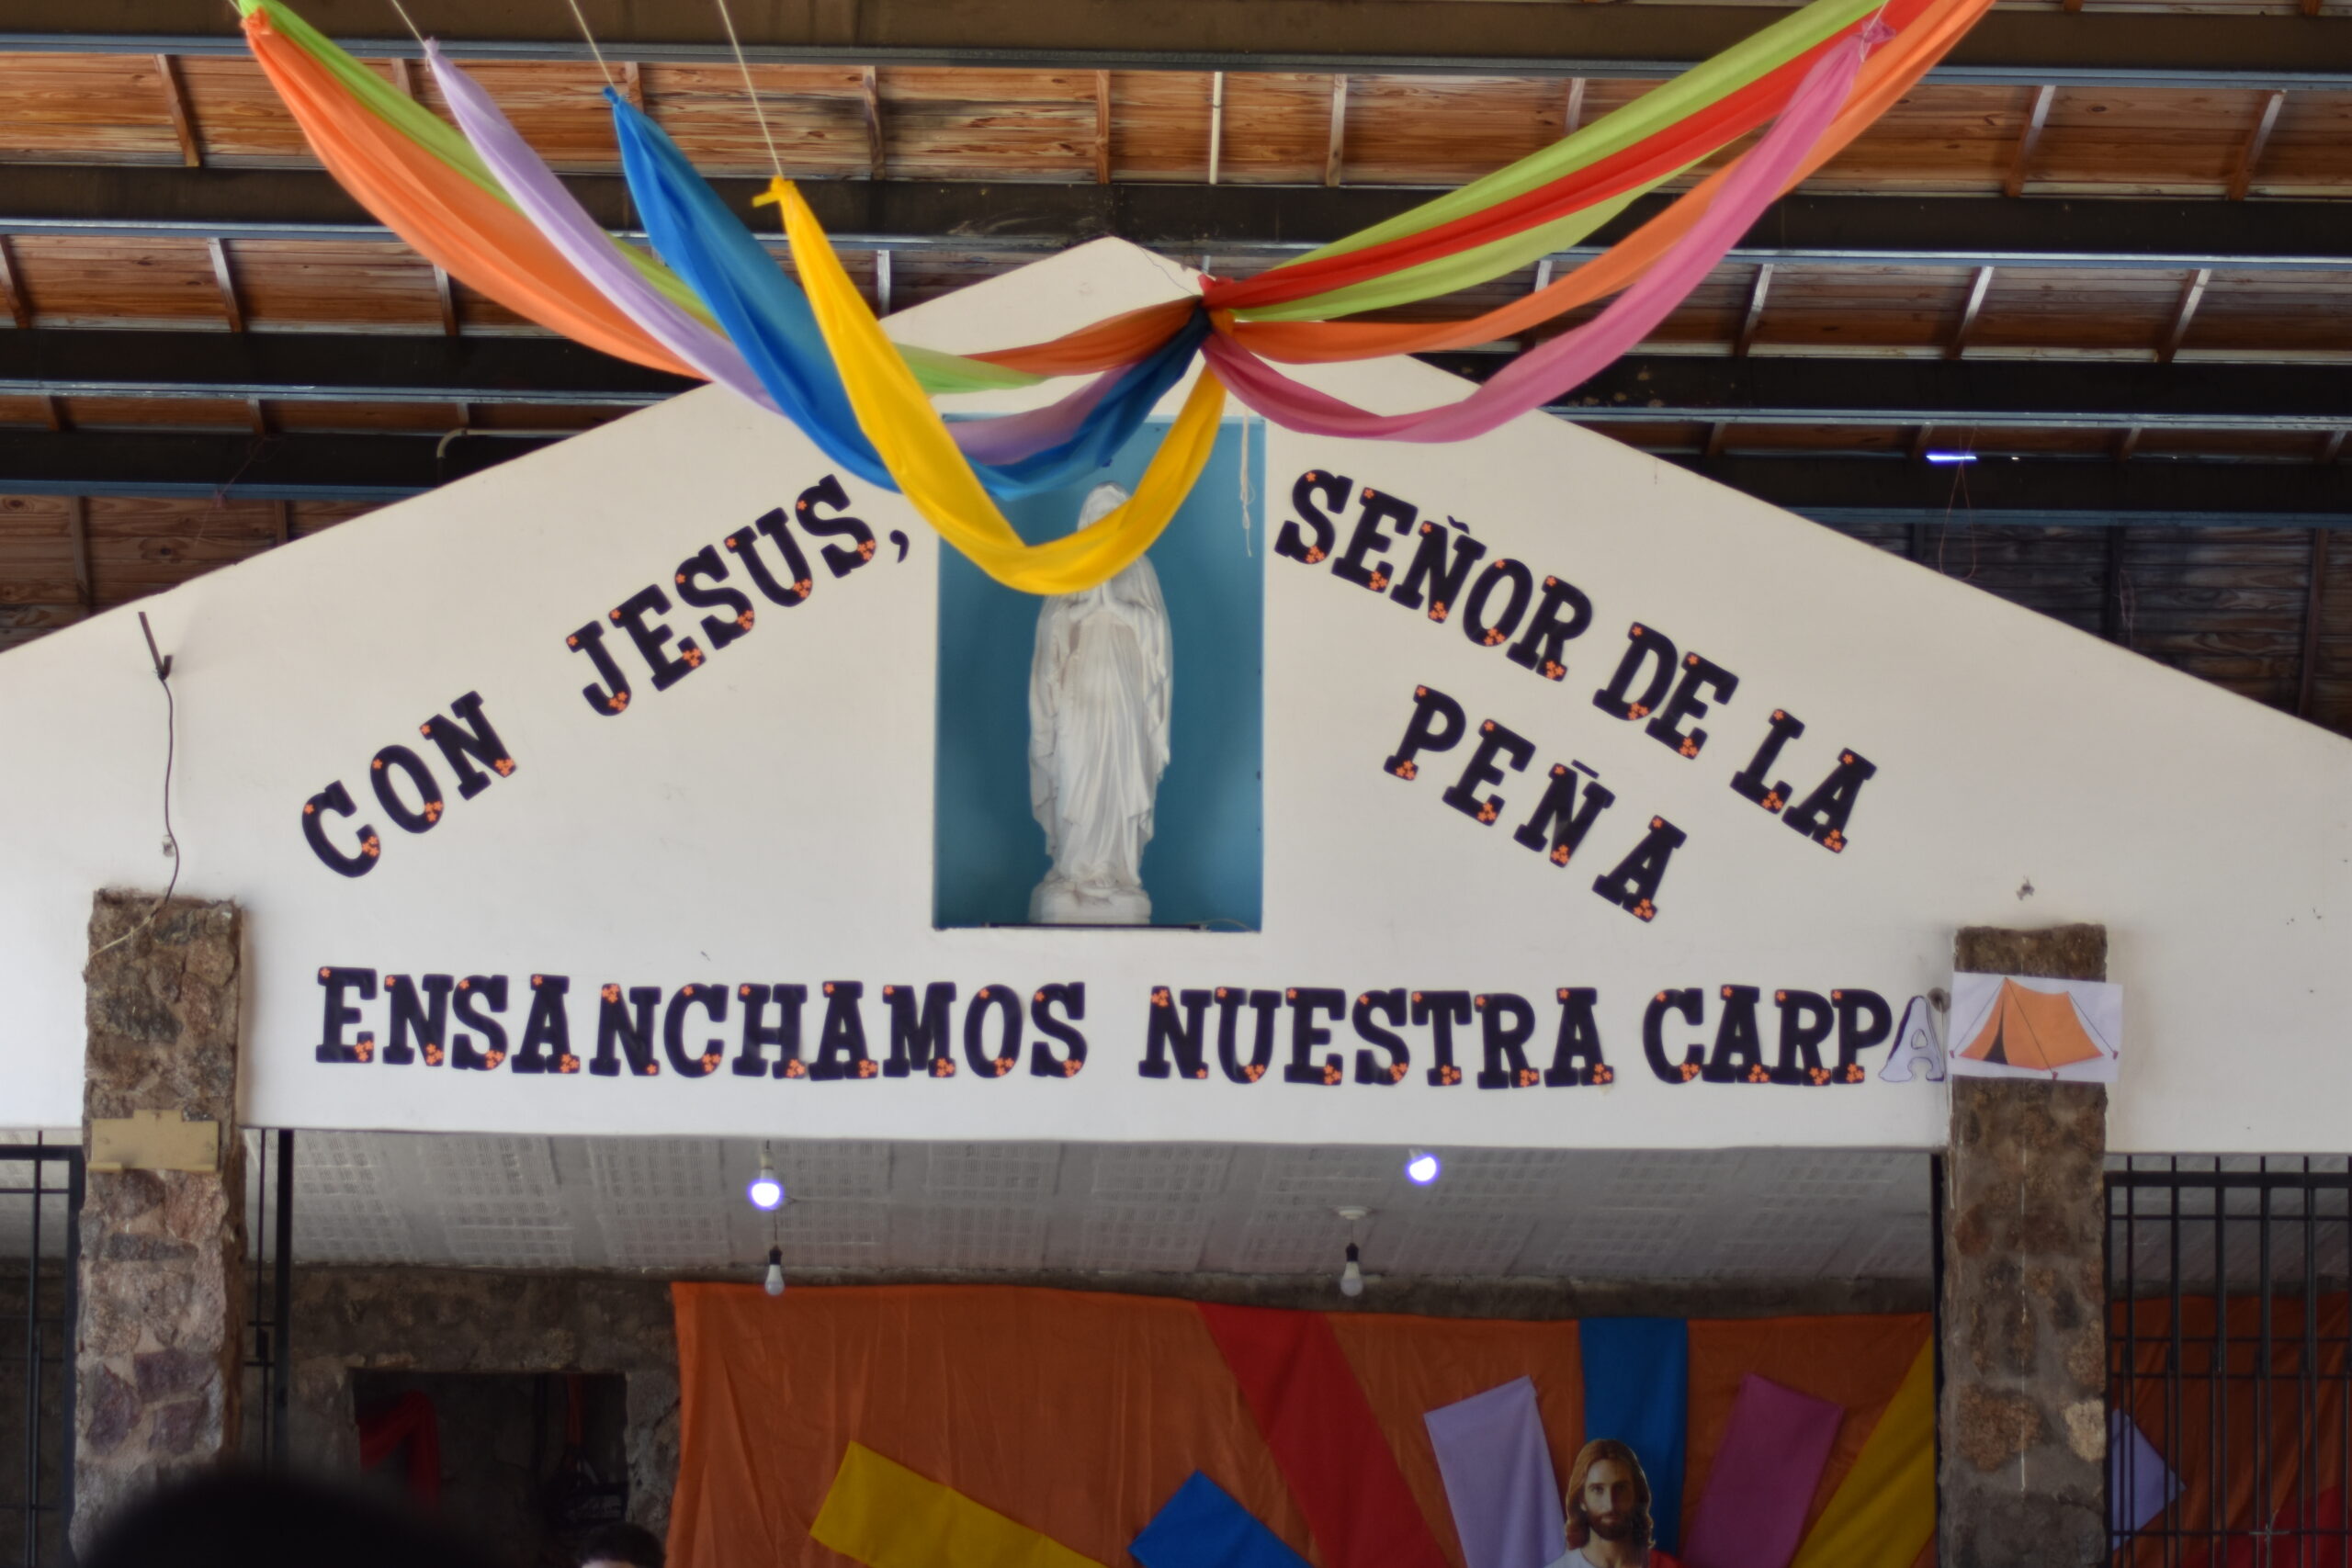 CON JESUS,
SEÑOR DE LA
PEÑA
ENSANCHAMOS NUESTRA CARPA